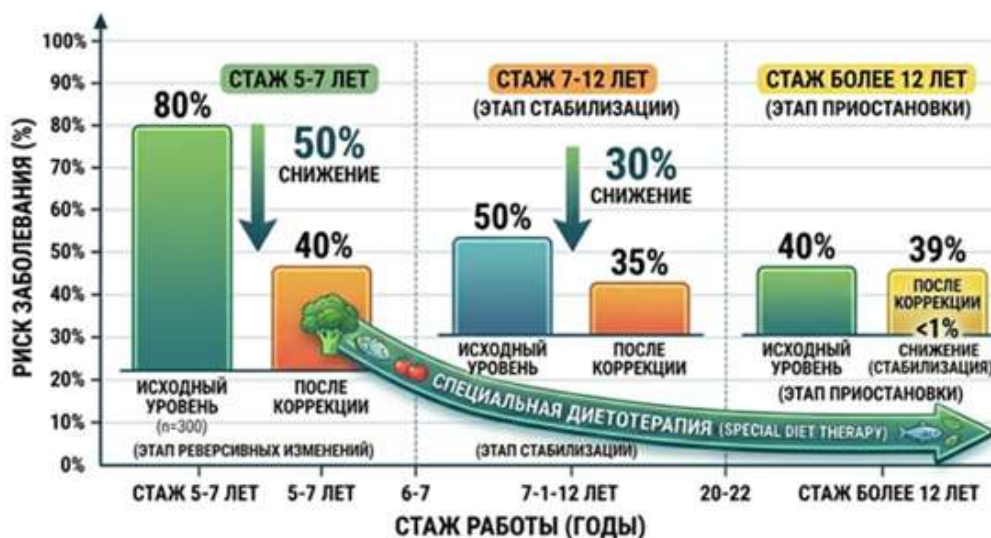 100%
90%
80%
70%
60%
50%
40%
30%
20%
10%
0%
РИСК ЗАБОЛЕВАНИЯ (%)
СТАЖ 5-7 ЛЕТ
80%
50%
СНИЖЕНИЕ
40%
ИСХОДНЫЙ
УРОВЕНЬ
(n=300)
ПОСЛЕ
КОРРЕКЦИИ
(ЭТАП РЕВЕРСИВНЫХ ИЗМЕНЕНИЙ)
СТАЖ 7-12 ЛЕТ
(ЭТАП СТАБИЛИЗАЦИИ)
50%
30%
СНИЖЕНИЕ
35%
ИСХОДНЫЙ
УРОВЕНЬ
ПОСЛЕ
КОРРЕКЦИИ
(ЭТАП СТАБИЛИЗАЦИИ)
СТАЖ БОЛЕЕ 12 ЛЕТ
(ЭТАП ПРИОСТАНОВКИ)
40%
39%
ПОСЛЕ
КОРРЕКЦИИ
<1%
ИСХОДНЫЙ
УРОВЕНЬ
СНИЖЕНИЕ
(СТАБИЛИЗАЦИЯ)
(ЭТАП ПРИОСТАНОВКИ)
СПЕЦИАЛЬНАЯ ДИЕТОТЕРАПИЯ (SPECIAL DIET THERAPY)
СТАЖ 5-7 ЛЕТ
5-7 ЛЕТ
6-7
7-1-12 ЛЕТ
20-22
СТАЖ БОЛЕЕ 12 ЛЕТ
СТАЖ РАБОТЫ (ГОДЫ)